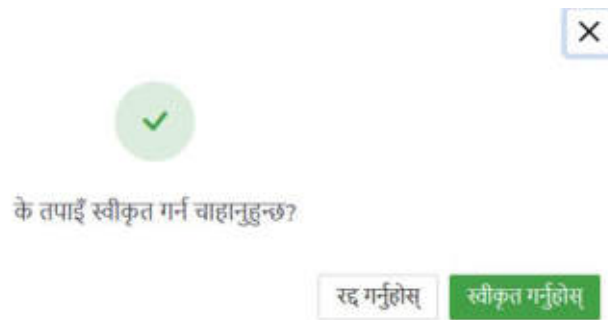 के तपाइँ स्वीकृत गर्न चाहानुहुन्छ?
रद्द गर्नुहोस् स्वीकृत गर्नुहोस्